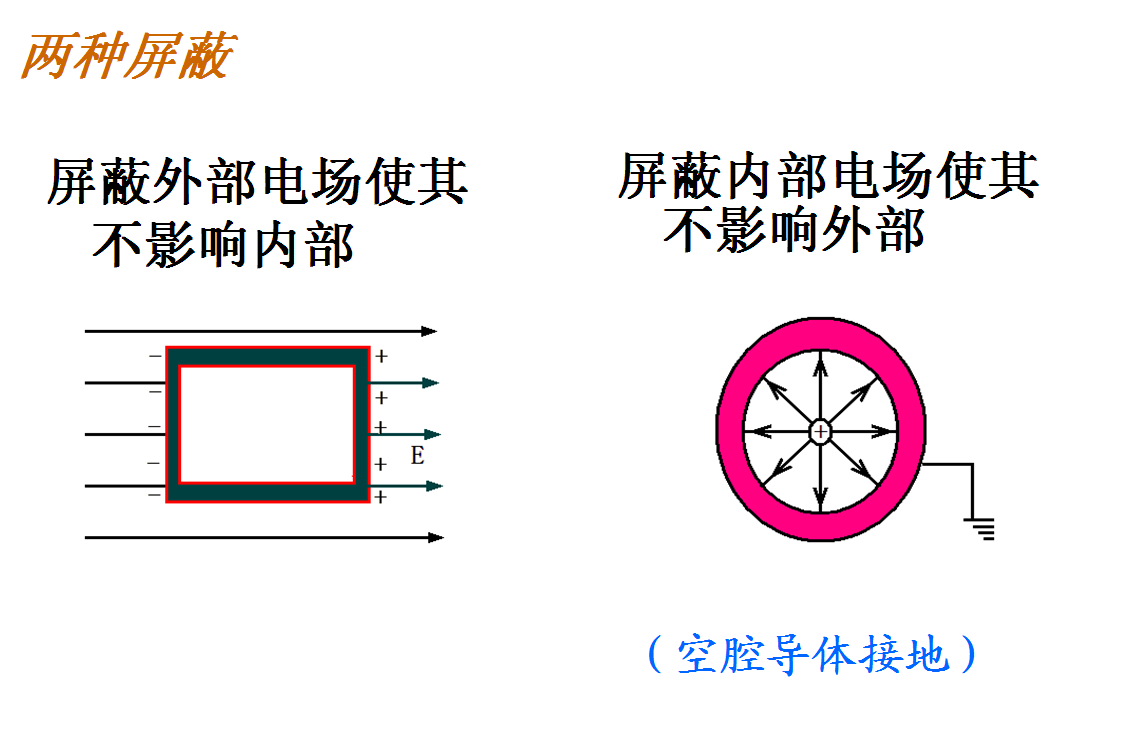 两种屏蔽
屏蔽外部电场使其
不影响内部
屏蔽内部电场使其
不影响外部
− +
− +
− +
− +
− +
E
+
（空腔导体接地）